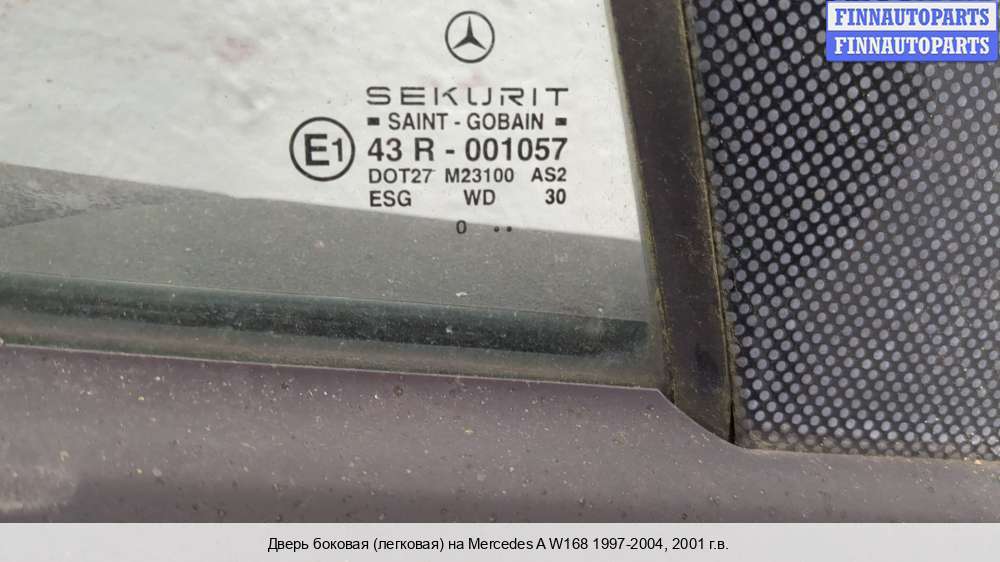 FINNAUTOPARTS
FINNAUTOPARTS
SEKURIT
SAINT - GOBAIN
E1 43 R - 001057
DOT27 M23100 AS2
ESG WD 30
0 ..
Дверь боковая (легковая) на Mercedes A W168 1997-2004, 2001 г.в.